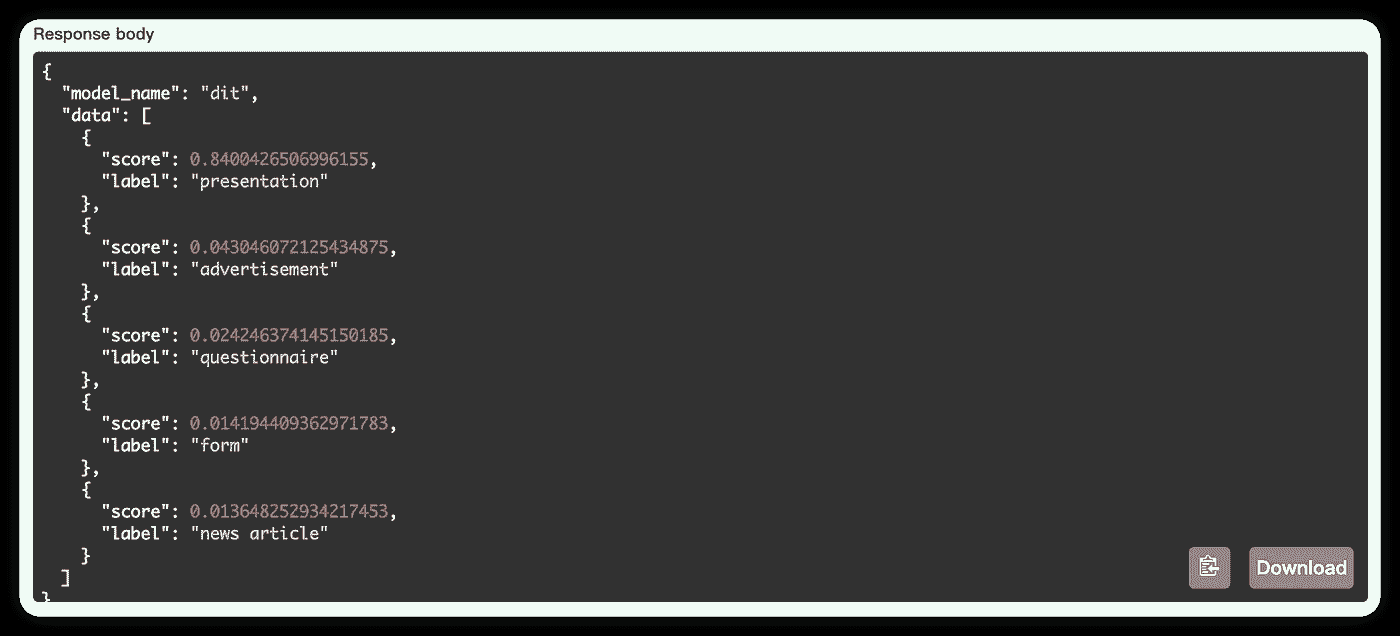 Response body
{
"model_name": "dit",
"data": [
{
"score": 0.8400426506996155,
"label": "presentation"
},
{
"score": 0.043046072125434875,
"label": "advertisement"
},
{
"score": 0.024246374145150185,
"label": "questionnaire"
},
{
"score": 0.014194409362971783,
"label": "form"
},
{
"score": 0.013648252934217453,
"label": "news article"
}
]
}
Download